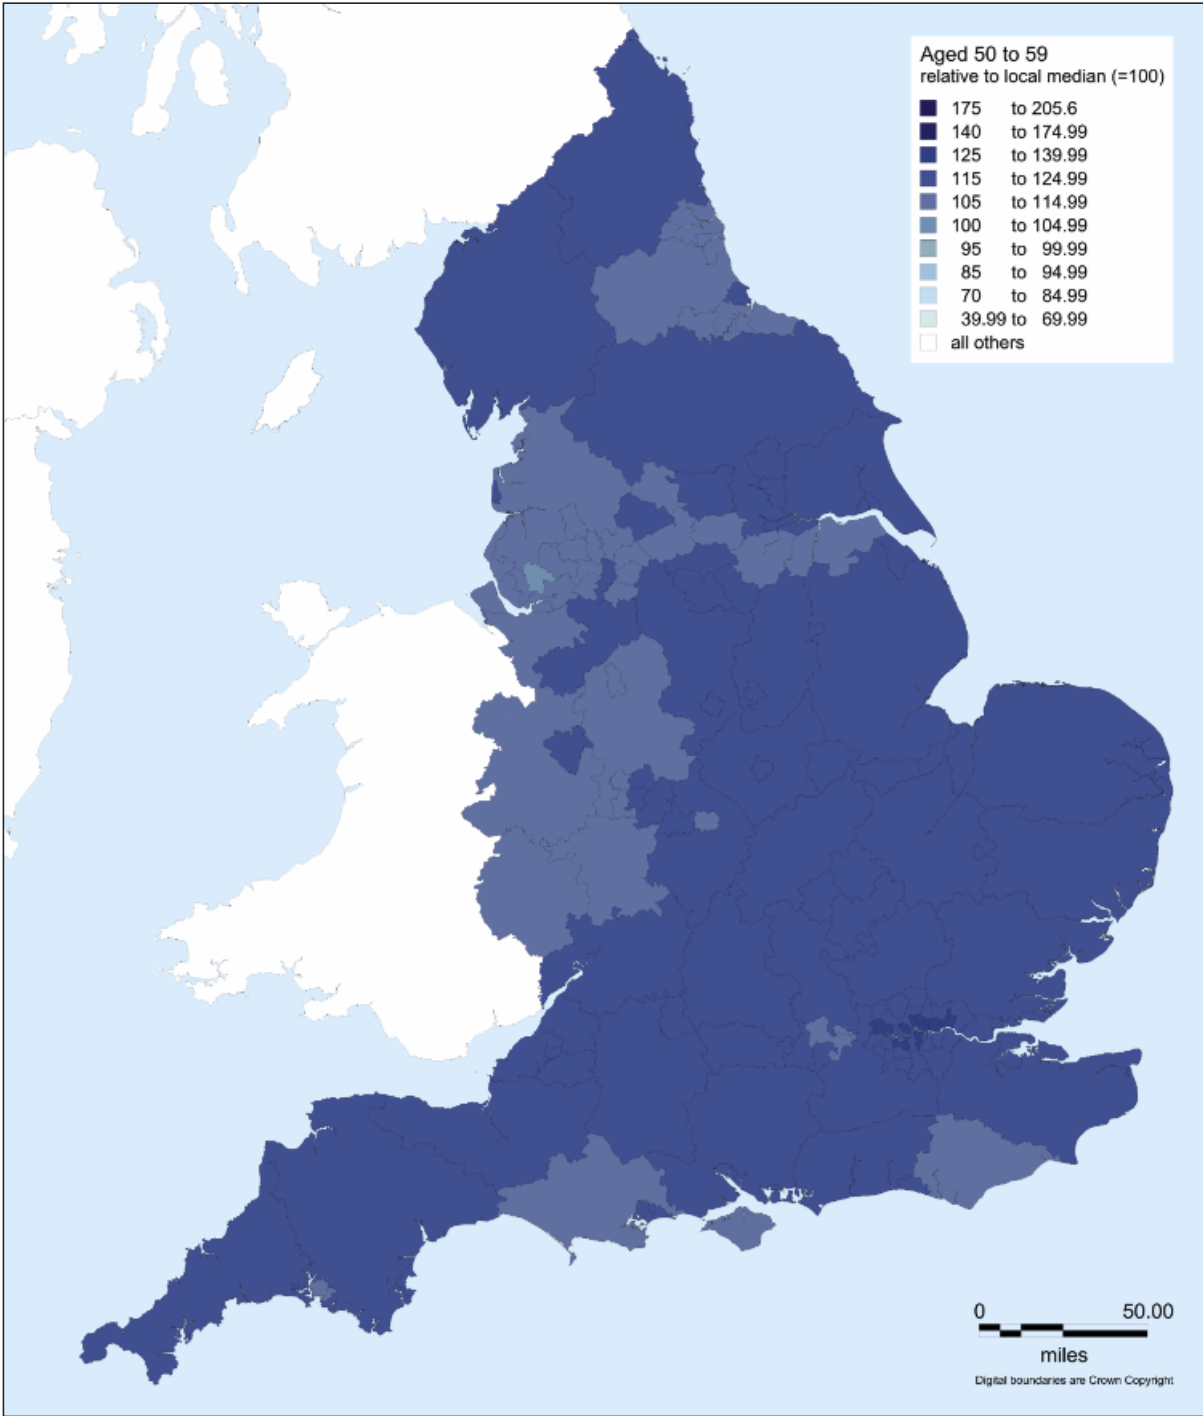 Aged 50 to 59
relative to local median (=100)
175 to 205.6
140 to 174.99
125 to 139.99
115 to 124.99
105 to 114.99
100 to 104.99
95 to 99.99
85 to 94.99
70 to 84.99
39.99 to 69.99
all others
0 50.00
miles
Digital boundaries are Crown Copyright